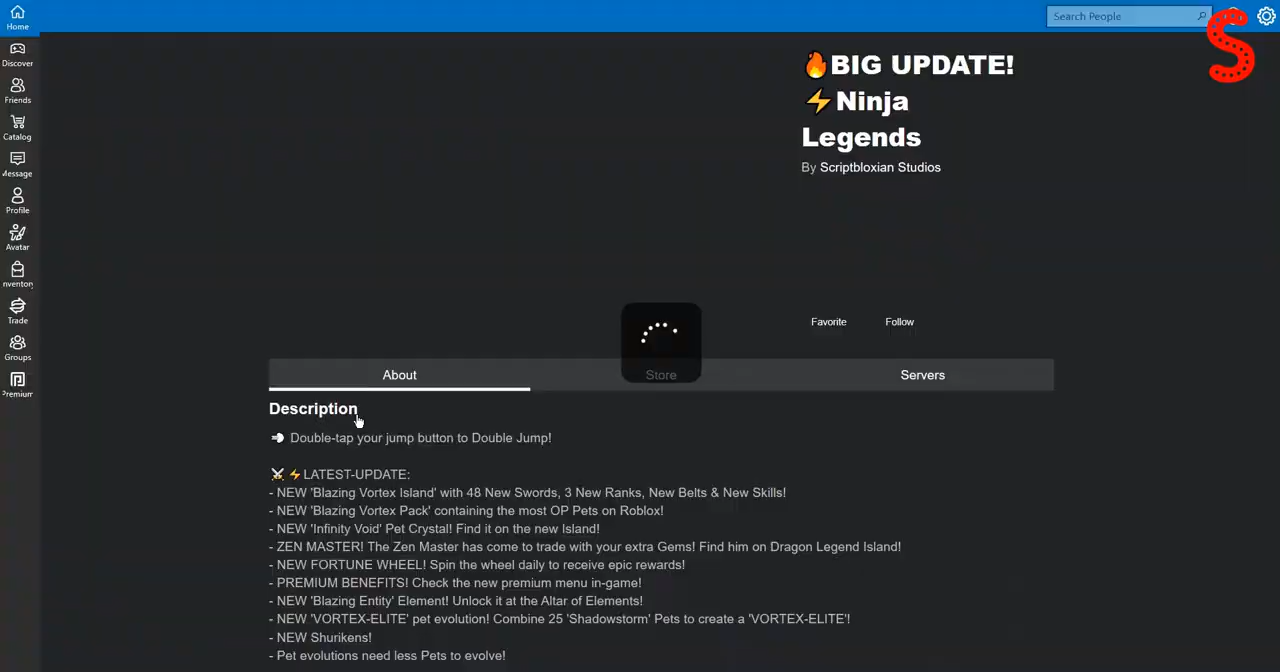 Home
Discover
Friends
Catalog
Message
Profile
Avatar
Inventory
Trade
Groups
Premium
Search People
S
🔥BIG UPDATE!
⚡Ninja
Legends
By Scriptbloxian Studios
Favorite
Follow
About
Store
Servers
Description
Double-tap your jump button to Double Jump!
⚔️⚡LATEST-UPDATE:
- NEW 'Blazing Vortex Island' with 48 New Swords, 3 New Ranks, New Belts & New Skills!
- NEW 'Blazing Vortex Pack' containing the most OP Pets on Roblox!
- NEW 'Infinity Void' Pet Crystal! Find it on the new Island!
- ZEN MASTER! The Zen Master has come to trade with your extra Gems! Find him on Dragon Legend Island!
- NEW FORTUNE WHEEL! Spin the wheel daily to receive epic rewards!
- PREMIUM BENEFITS! Check the new premium menu in-game!
- NEW 'Blazing Entity' Element! Unlock it at the Altar of Elements!
- NEW 'VORTEX-ELITE' pet evolution! Combine 25 'Shadowstorm' Pets to create a 'VORTEX-ELITE'!
- NEW Shurikens!
- Pet evolutions need less Pets to evolve!